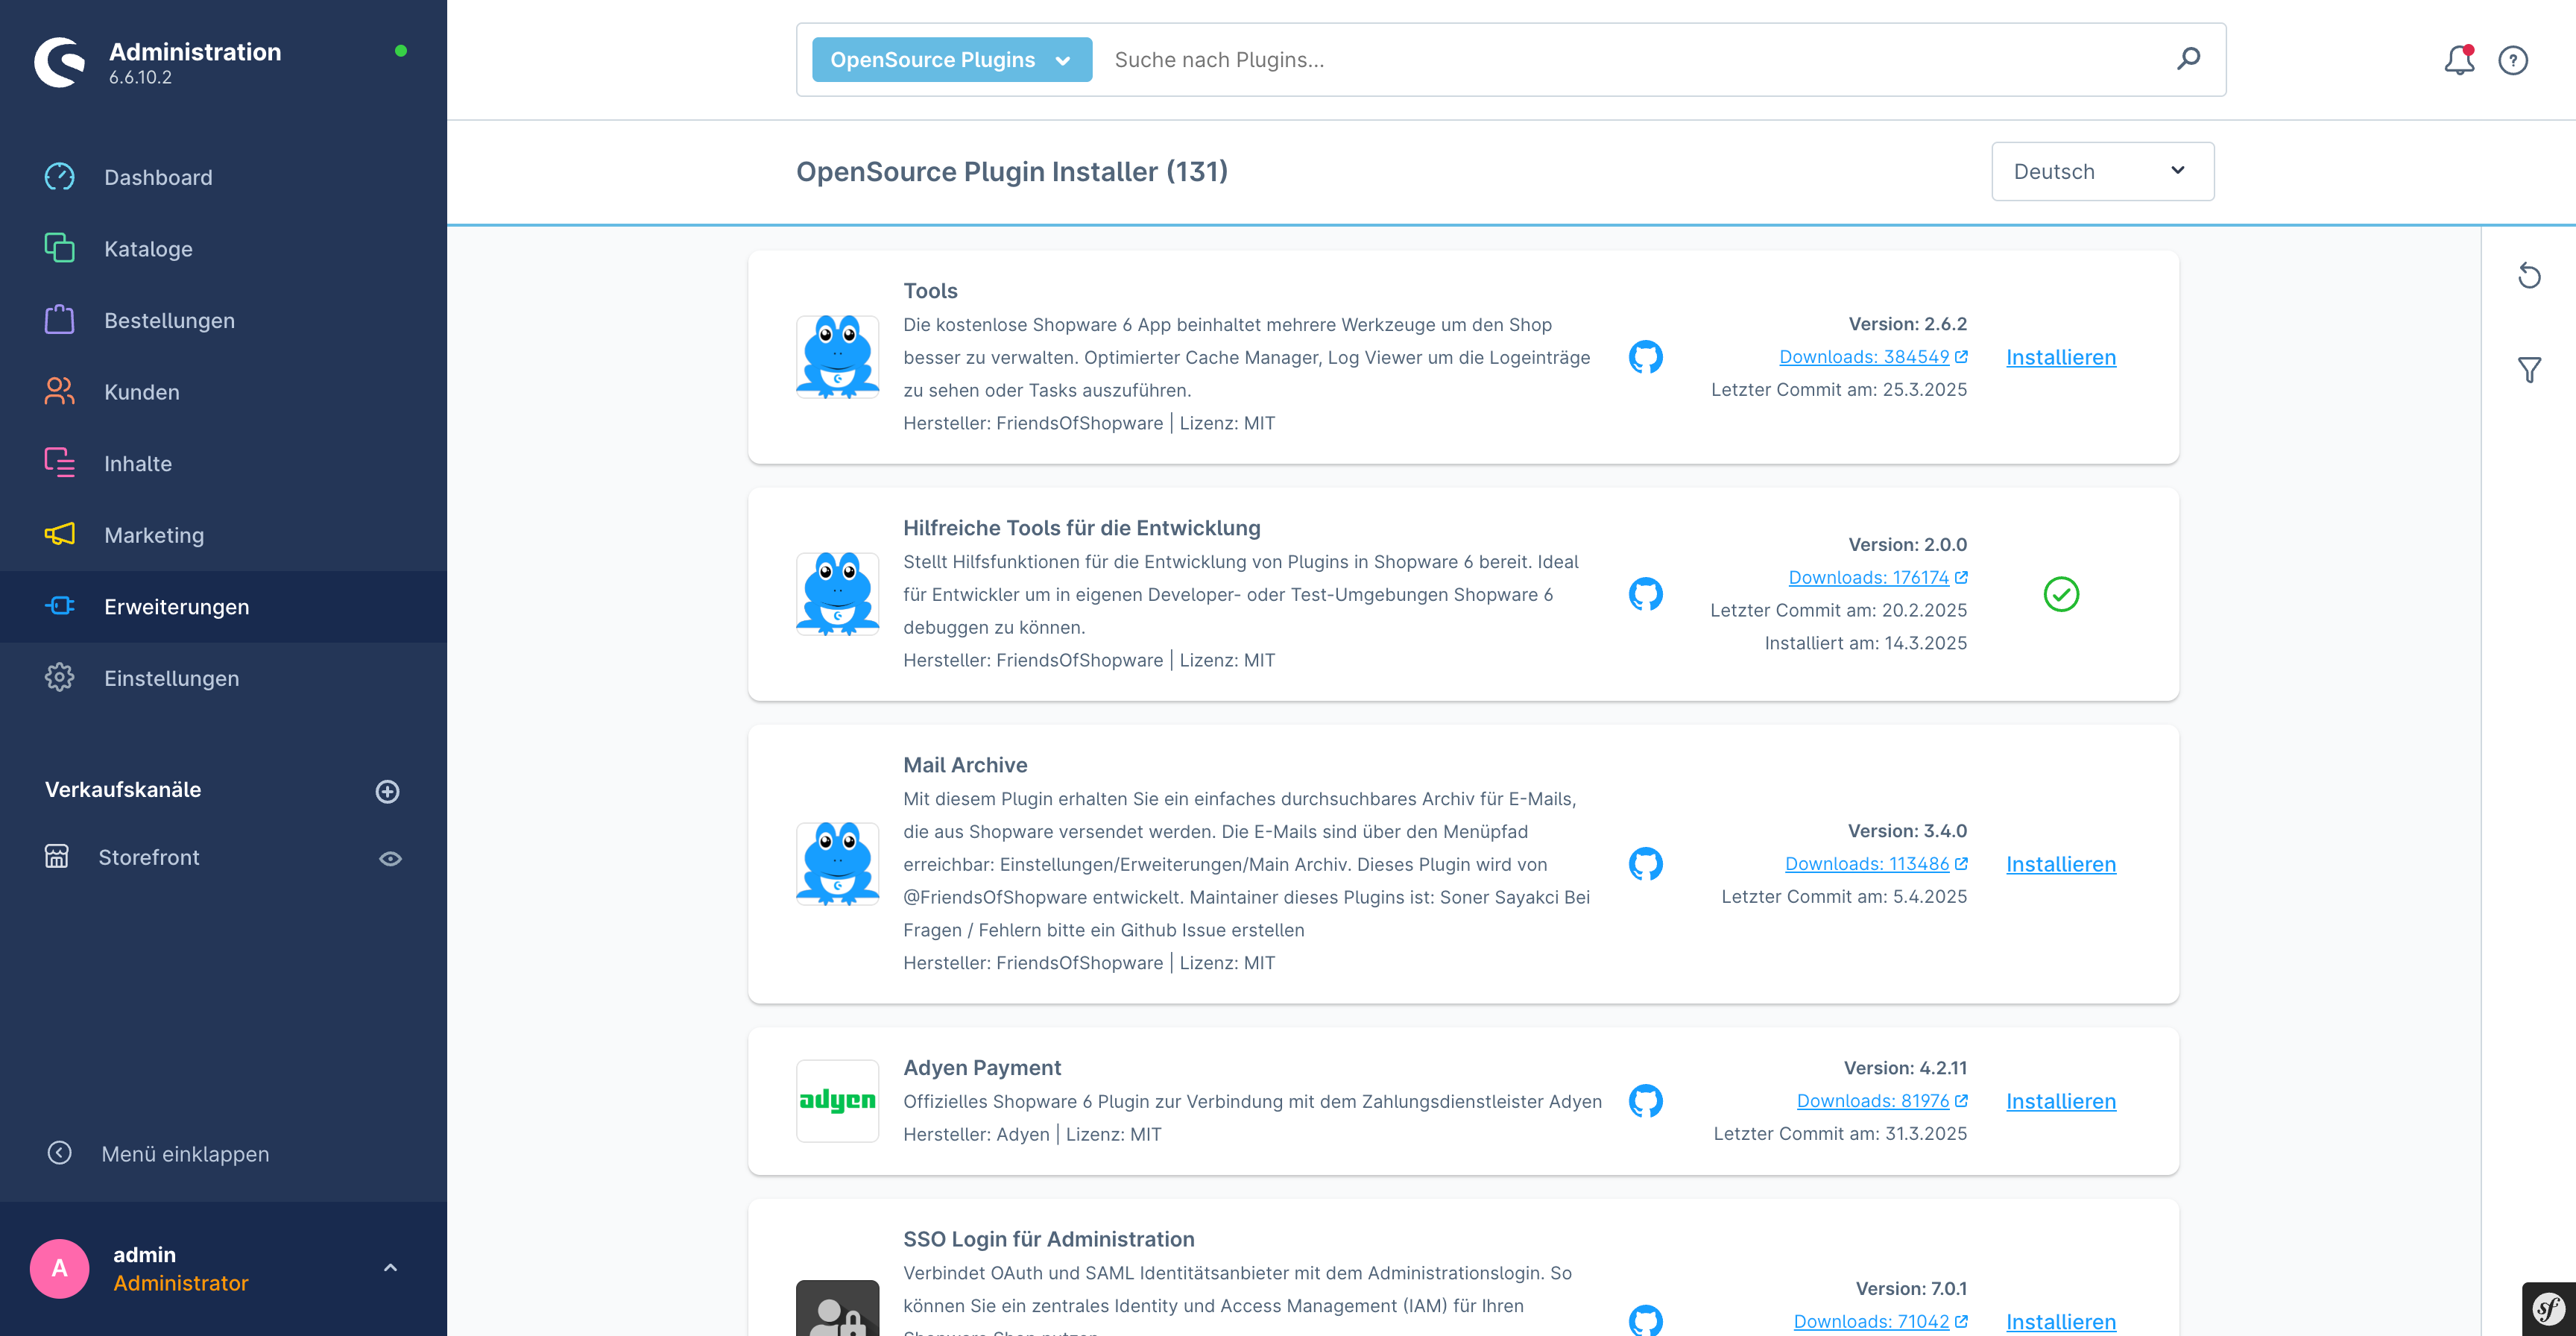 Administration
6.6.10.2
Dashboard
Kataloge
Bestellungen
Kunden
Inhalte
Marketing
Erweiterungen
Einstellungen
Verkaufskanäle
Storefront
Menü einklappen
A
admin
Administrator
OpenSource Plugins
Suche nach Plugins...
?
OpenSource Plugin Installer (131)
Deutsch
Tools
Die kostenlose Shopware 6 App beinhaltet mehrere Werkzeuge um den Shop
besser zu verwalten. Optimierter Cache Manager, Log Viewer um die Logeinträge
zu sehen oder Tasks auszuführen.
Hersteller: FriendsOfShopware | Lizenz: MIT
Version: 2.6.2
Downloads: 384549
Letzter Commit am: 25.3.2025
Installieren
Hilfreiche Tools für die Entwicklung
Stellt Hilfsfunktionen für die Entwicklung von Plugins in Shopware 6 bereit. Ideal
für Entwickler um in eigenen Developer- oder Test-Umgebungen Shopware 6
debuggen zu können.
Hersteller: FriendsOfShopware | Lizenz: MIT
Version: 2.0.0
Downloads: 176174
Letzter Commit am: 20.2.2025
Installiert am: 14.3.2025
Mail Archive
Mit diesem Plugin erhalten Sie ein einfaches durchsuchbares Archiv für E-Mails,
die aus Shopware versendet werden. Die E-Mails sind über den Menüpfad
erreichbar: Einstellungen/Erweiterungen/Main Archiv. Dieses Plugin wird von
@FriendsOfShopware entwickelt. Maintainer dieses Plugins ist: Soner Sayakci Bei
Fragen / Fehlern bitte ein Github Issue erstellen
Hersteller: FriendsOfShopware | Lizenz: MIT
Version: 3.4.0
Downloads: 113486
Letzter Commit am: 5.4.2025
Installieren
adyen
Adyen Payment
Offizielles Shopware 6 Plugin zur Verbindung mit dem Zahlungsdienstleister Adyen
Hersteller: Adyen | Lizenz: MIT
Version: 4.2.11
Downloads: 81976
Letzter Commit am: 31.3.2025
Installieren
SSO Login für Administration
Verbindet OAuth und SAML Identitätsanbieter mit dem Administrationslogin. So
können Sie ein zentrales Identity und Access Management (IAM) für Ihren
Version: 7.0.1
Downloads: 71042
Installieren
sf